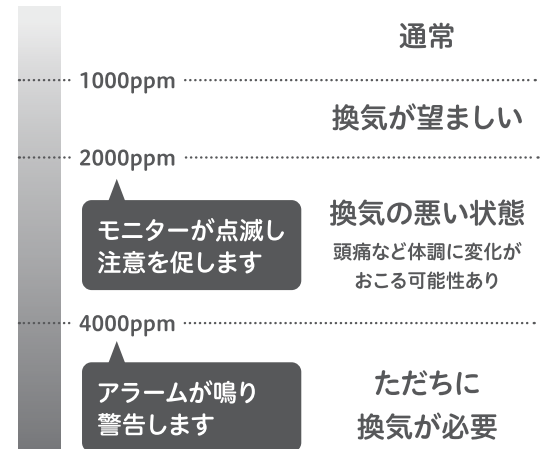 通常
1000ppm
換気が望ましい
2000ppm
モニターが点滅し
注意を促します
換気の悪い状態
頭痛など体調に変化が
おこる可能性あり
4000ppm
アラームが鳴り
警告します
ただちに
換気が必要